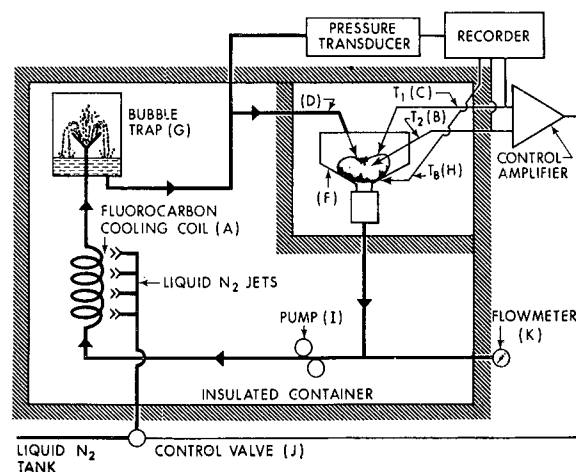 PRESSURE
TRANSDUCER
RECORDER
BUBBLE
TRAP (G)
(D)
T₁ (C)
T₂ (B)
CONTROL
AMPLIFIER
T_B (H)
(F)
FLUOROCARBON
COOLING COIL (A)
LIQUID N₂ JETS
PUMP (I)
FLOWMETER
(K)
INSULATED CONTAINER
LIQUID N₂
TANK
CONTROL VALVE (J)